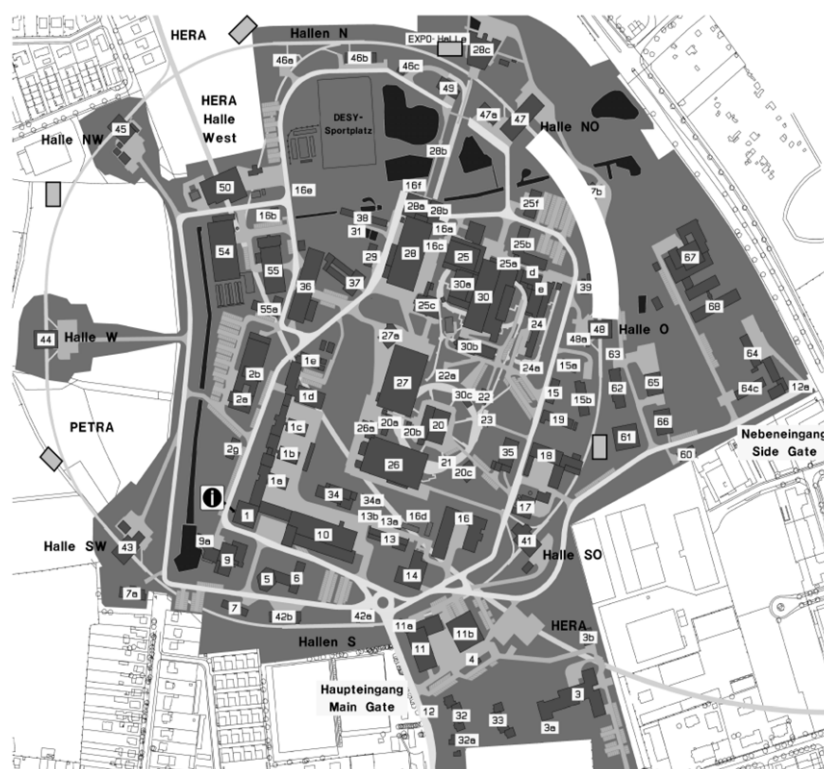 HERA
Hallen N
EXPO-Halle
28c
46a
46b
46c
49
HERA
Halle
West
DESY-
Sportplatz
47a
47
Halle NO
45
Halle NW
28b
50
16e
16f
7b
28a
28b
25f
16b
38
31
16a
16c
25b
54
55
29
28
25
25a
d
67
36
37
30a
30
e
39
68
55a
25c
24
44
Halle W
27a
48
Halle O
48a
30b
63
64
1e
24a
15a
2b
27
22a
62
65
64c
12a
2a
1d
30c
22
15
15b
PETRA
1c
26a
20a
20b
20
23
19
66
61
Nebeneingang
Side Gate
2g
1b
26
21
35
18
60
1a
20c
34
34a
17
1
13b
13a
16d
16
10
13
41
Halle SW
43
9a
9
Halle SO
5
6
14
7a
7
42b
42a
11a
HERA
3b
Hallen S
11
11b
4
Haupteingang
Main Gate
12
32
33
3
3a
32a